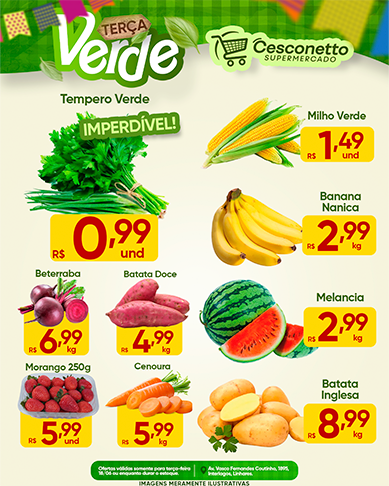 TERÇA
Verde
Cesconetto
SUPERMERCADO
Tempero Verde
IMPERDÍVEL!
R$ 0,99 und
Milho Verde
R$ 1,49 und
Banana
Nanica
R$ 2,99 kg
Beterraba
R$ 6,99 kg
Batata Doce
R$ 4,99 kg
Melancia
R$ 2,99 kg
Morango 250g
R$ 5,99 und
Cenoura
R$ 5,99 kg
Batata
Inglesa
R$ 8,99 kg
Ofertas válidas somente para terça-feira
18/06 ou enquanto durar o estoque.
Av. Vasco Fernandes Coutinho, 1895,
Interlagos, Linhares.
IMAGENS MERAMENTE ILUSTRATIVAS